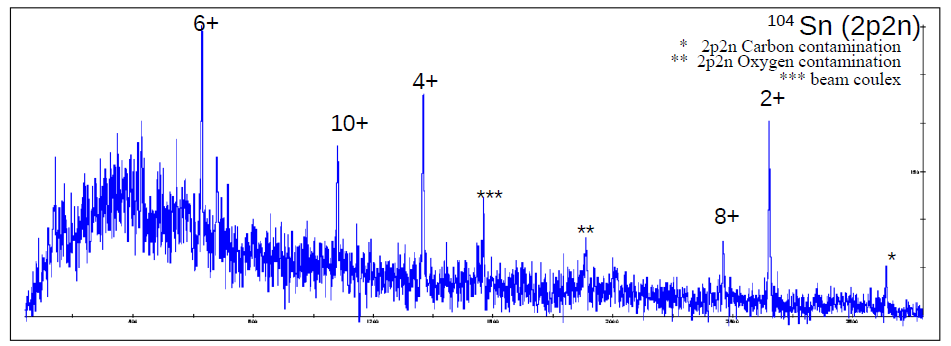 6+
¹⁰⁴Sn (2p2n)
* 2p2n Carbon contamination
** 2p2n Oxygen contamination
*** beam coulex
4+
2+
10+
***
8+
**
*